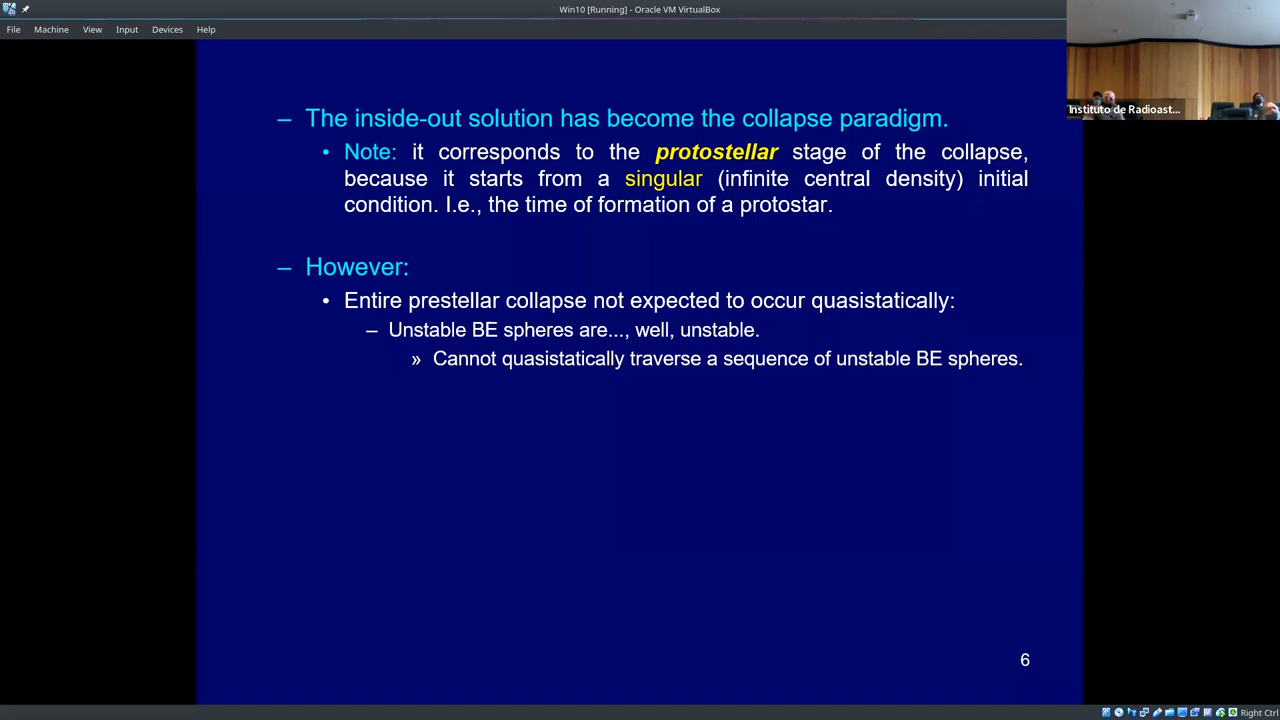 Win10 [Running] - Oracle VM VirtualBox
File Machine View Input Devices Help
Instituto de Radioast...
– The inside-out solution has become the collapse paradigm.
• Note: it corresponds to the protostellar stage of the collapse,
because it starts from a singular (infinite central density) initial
condition. I.e., the time of formation of a protostar.
– However:
• Entire prestellar collapse not expected to occur quasistatically:
– Unstable BE spheres are..., well, unstable.
» Cannot quasistatically traverse a sequence of unstable BE spheres.
6
Right Ctrl